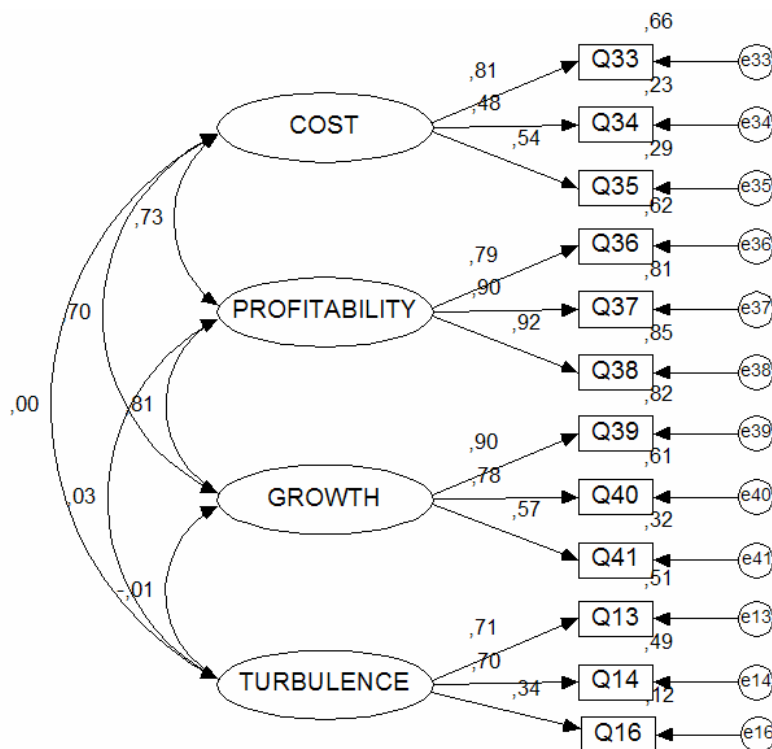 ,66
Q33
e33
,81
,23
,48
COST
Q34
e34
,54
,29
Q35
e35
,62
,73
,79
Q36
e36
,81
,90
,70
PROFITABILITY
Q37
e37
,92
,85
Q38
e38
,82
,00
,81
,90
Q39
e39
,61
,78
,03
GROWTH
Q40
e40
,57
,32
Q41
e41
,51
-,01
,71
Q13
e13
,49
,70
TURBULENCE
Q14
e14
,34
,12
Q16
e16